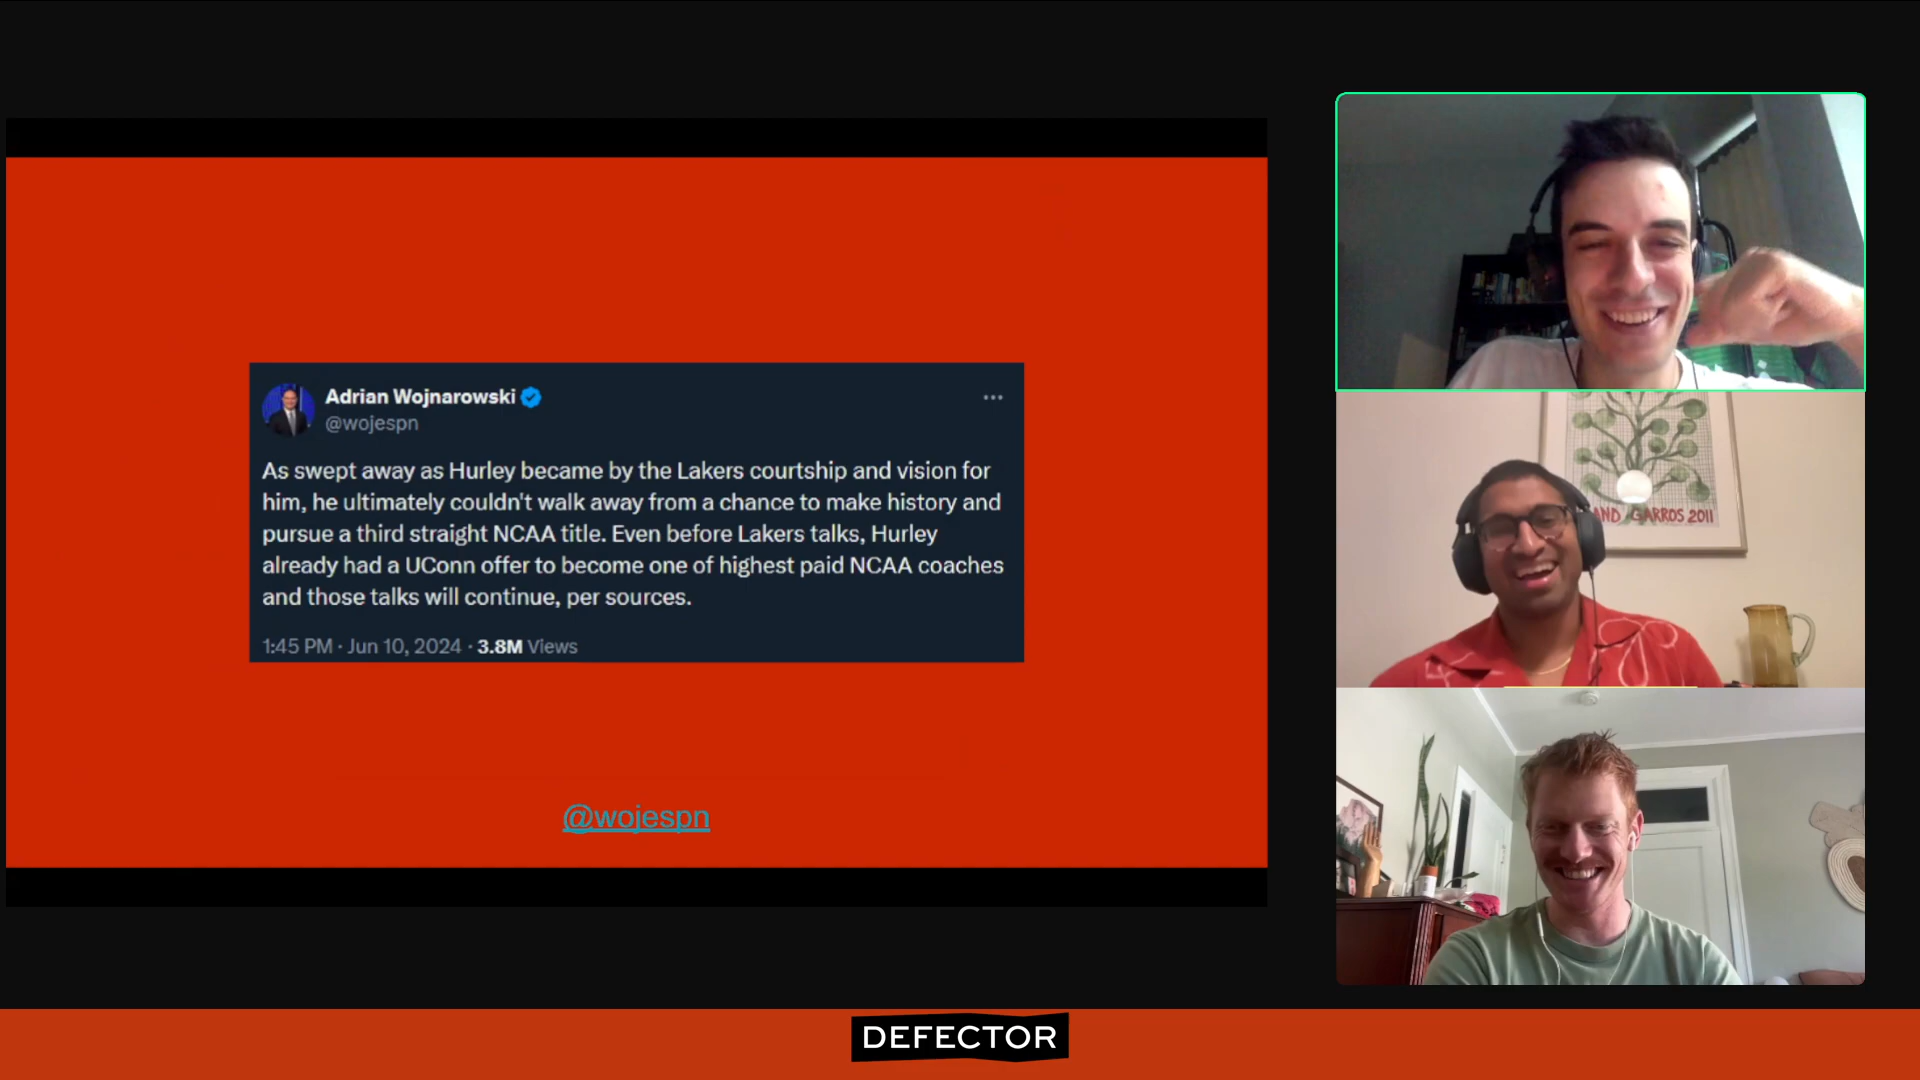 Adrian Wojnarowski
@wojespn
As swept away as Hurley became by the Lakers courtship and vision for
him, he ultimately couldn't walk away from a chance to make history and
pursue a third straight NCAA title. Even before Lakers talks, Hurley
already had a UConn offer to become one of highest paid NCAA coaches
and those talks will continue, per sources.
1:45 PM · Jun 10, 2024 · 3.8M Views
@wojespn
AND GARROS 2011
DEFECTOR